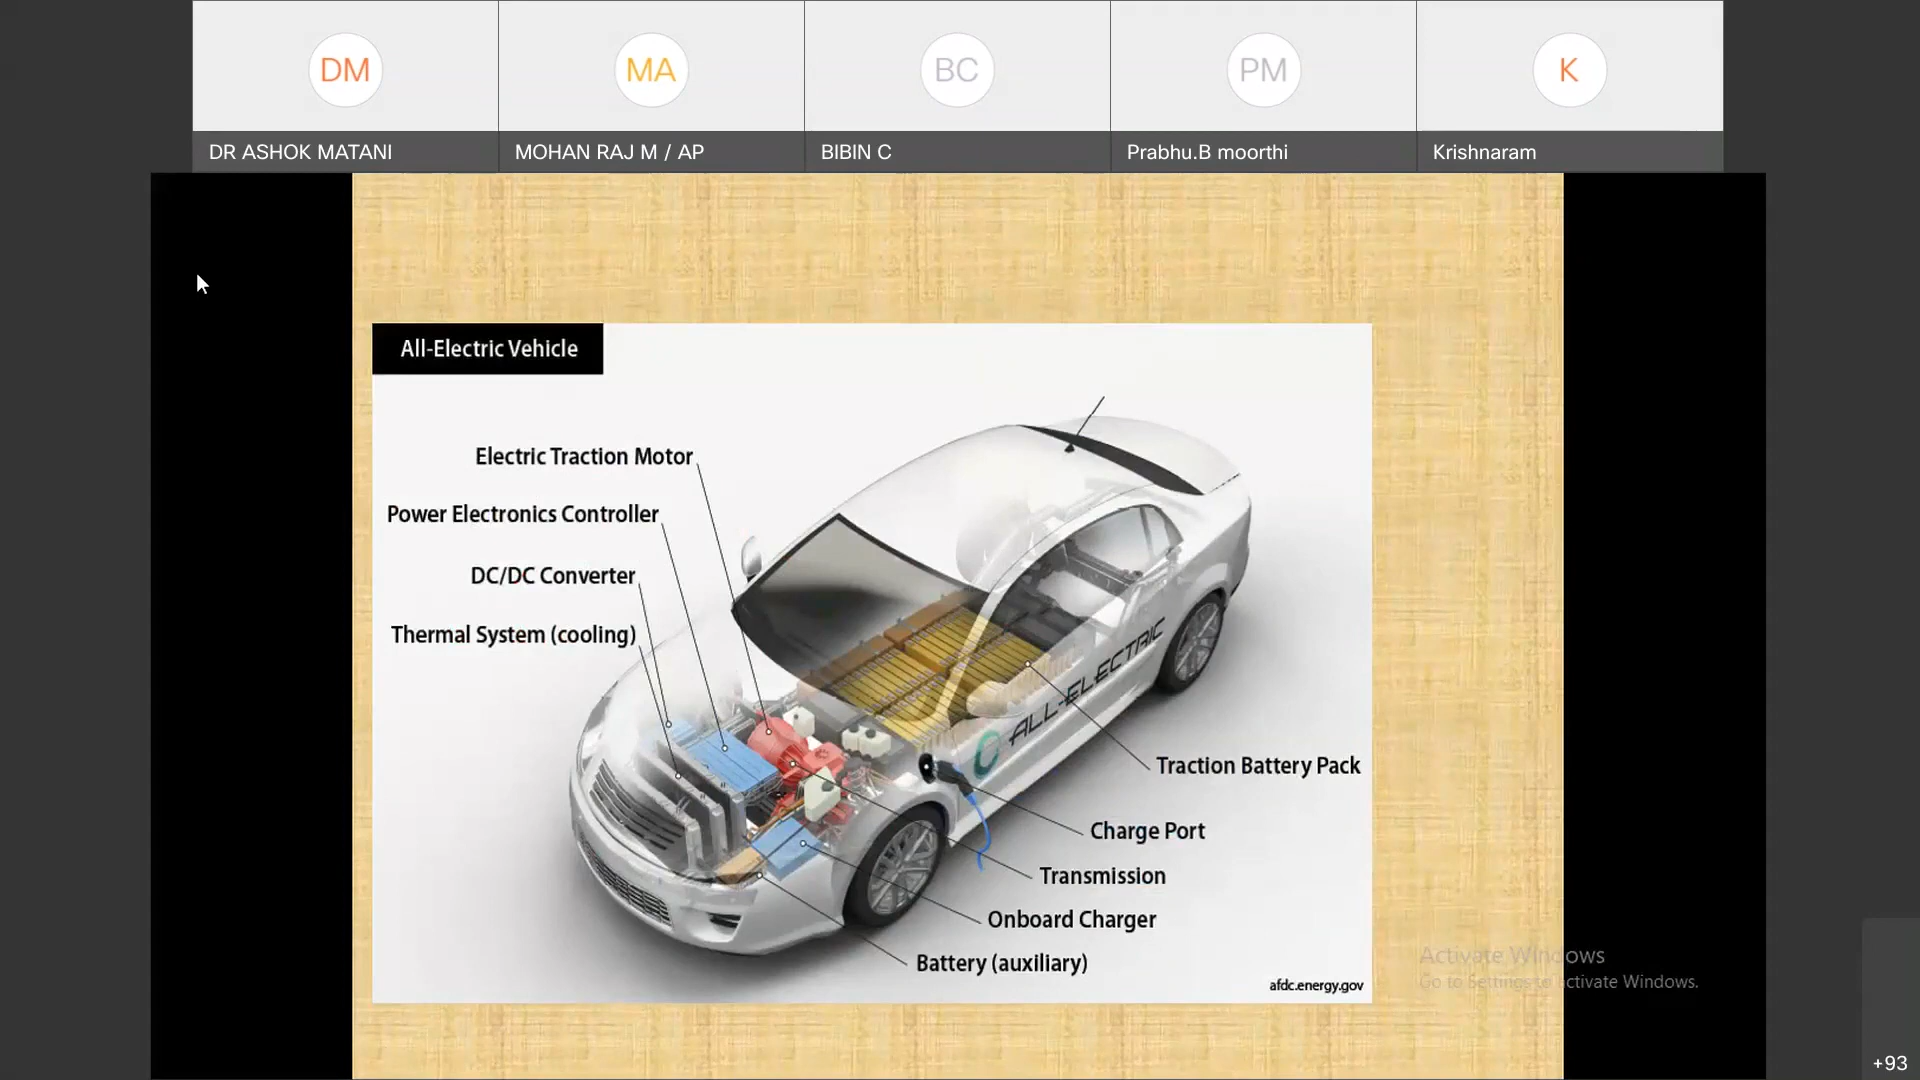 DM
MA
BC
PM
K
DR ASHOK MATANI
MOHAN RAJ M / AP
BIBIN C
Prabhu.B moorthi
Krishnaram
All-Electric Vehicle
Electric Traction Motor
Power Electronics Controller
DC/DC Converter
Thermal System (cooling)
ALL-ELECTRIC
Traction Battery Pack
Charge Port
Transmission
Onboard Charger
Battery (auxiliary)
afdc.energy.gov
Activate Windows
Go to Settings to activate Windows.
+93